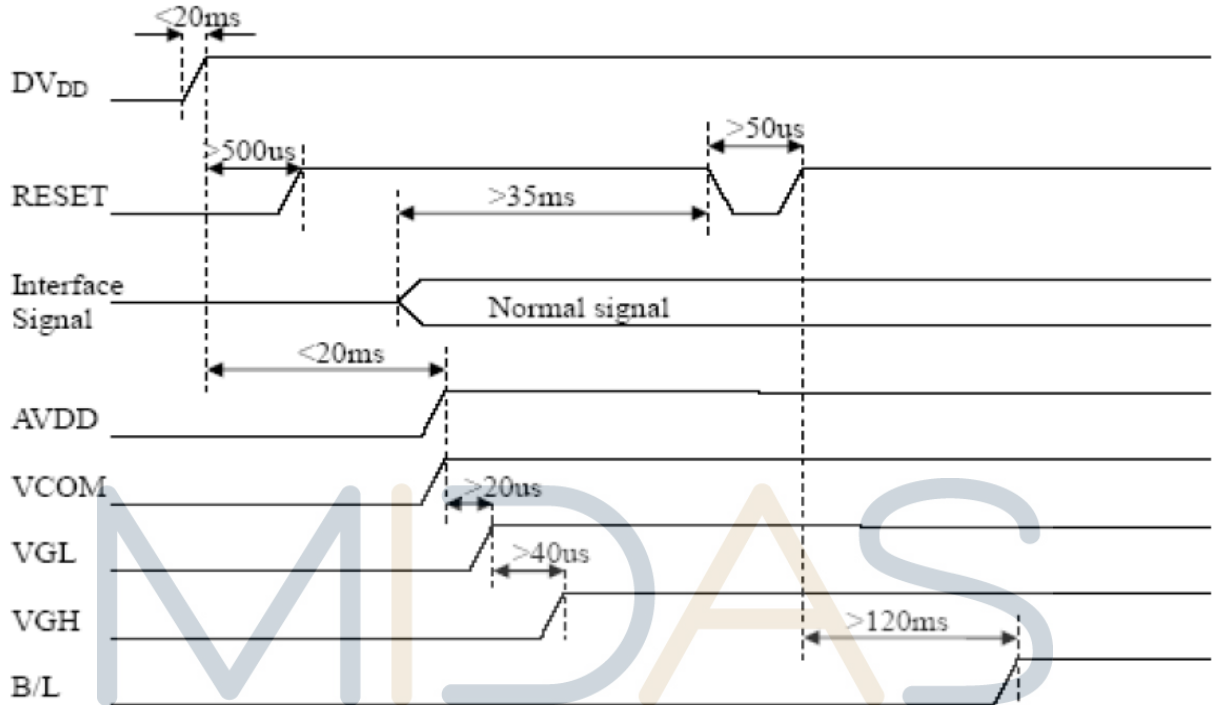 <20ms
DVDD
>50us
>500us
RESET
>35ms
Interface
Signal
Normal signal
<20ms
AVDD
VCOM
>20us
VGL
>40us
VGH
>120ms
B/L
MIDAS